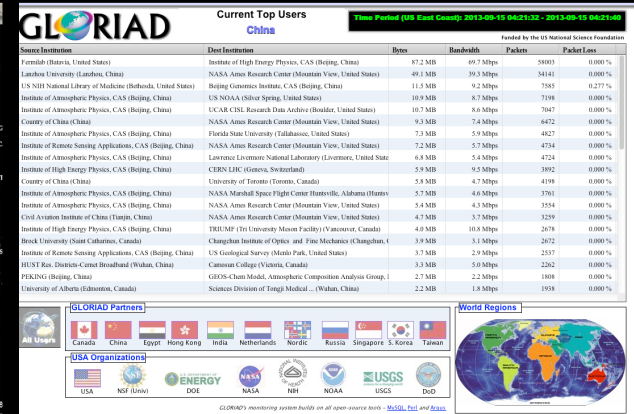 GLORIAD
Current Top Users
China
Time Period (US East Coast): 2013-09-15 04:21:32 - 2013-09-15 04:21:40
Funded by the US National Science Foundation
Source Institution Dest Institution Bytes Bandwidth Packets Packet Loss
Fermilab (Batavia, United States) Institute of High Energy Physics, CAS (Beijing, China) 87.2 MB 69.7 Mbps 58003 0.000 %
Lanzhou University (Lanzhou, China) NASA Ames Research Center (Mountain View, United States) 49.1 MB 39.3 Mbps 34141 0.000 %
US NIH National Library of Medicine (Bethesda, United States) Beijing Genomics Institute, CAS (Beijing, China) 11.5 MB 9.2 Mbps 7585 0.277 %
Institute of Atmospheric Physics, CAS (Beijing, China) US NOAA (Silver Spring, United States) 10.9 MB 8.7 Mbps 7198 0.000 %
Institute of Atmospheric Physics, CAS (Beijing, China) UCAR CISL Research Data Archive (Boulder, United States) 10.7 MB 8.6 Mbps 7047 0.000 %
Country of China (China) NASA Ames Research Center (Mountain View, United States) 9.3 MB 7.4 Mbps 6472 0.000 %
Institute of Atmospheric Physics, CAS (Beijing, China) Florida State University (Tallahassee, United States) 7.3 MB 5.9 Mbps 4827 0.000 %
Institute of Remote Sensing Applications, CAS (Beijing, China) NASA Ames Research Center (Mountain View, United States) 7.2 MB 5.7 Mbps 4734 0.000 %
Institute of Atmospheric Physics, CAS (Beijing, China) Lawrence Livermore National Laboratory (Livermore, United State 6.8 MB 5.4 Mbps 4724 0.000 %
Institute of High Energy Physics, CAS (Beijing, China) CERN LHC (Geneva, Switzerland) 5.9 MB 9.5 Mbps 3892 0.000 %
Country of China (China) University of Toronto (Toronto, Canada) 5.8 MB 4.7 Mbps 4198 0.000 %
Institute of Atmospheric Physics, CAS (Beijing, China) NASA Marshall Space Flight Center Huntsville, Alabama (Huntsv 5.7 MB 4.6 Mbps 3761 0.000 %
Institute of Atmospheric Physics, CAS (Beijing, China) NASA Ames Research Center (Mountain View, United States) 5.4 MB 4.3 Mbps 3554 0.000 %
Civil Aviation Institute of China (Tianjin, China) NASA Ames Research Center (Mountain View, United States) 4.7 MB 3.7 Mbps 3259 0.000 %
Institute of High Energy Physics, CAS (Beijing, China) TRIUMF (Tri University Meson Facility) (Vancouver, Canada) 4.0 MB 10.8 Mbps 2678 0.000 %
Brock University (Saint Catharines, Canada) Changchun Institute of Optics and Fine Mechanics (Changchun, C 3.9 MB 3.1 Mbps 2672 0.000 %
Institute of Remote Sensing Applications, CAS (Beijing, China) US Geological Survey (Menlo Park, United States) 3.7 MB 2.9 Mbps 2537 0.000 %
HUST Res. Districts-Cernet Broadband (Wuhan, China) Camosun College (Victoria, Canada) 3.3 MB 5.0 Mbps 2262 0.000 %
PEKING (Beijing, China) GEOS-Chem Model, Atmospheric Composition Analysis Group, 2.7 MB 2.2 Mbps 1808 0.000 %
University of Alberta (Edmonton, Canada) Sciences Division of Tongji Medical ... (Wuhan, China) 2.2 MB 1.8 Mbps 1938 0.000 %
All Users
GLORIAD Partners
Canada China Egypt Hong Kong India Netherlands Nordic Russia Singapore S. Korea Taiwan
USA Organizations
ENERGY NASA USGS
USA NSF (Univ) DOE NASA NIH NOAA USGS DoD
World Regions
GLORIAD's monitoring system builds on all open-source tools - MySQL, Perl and Argus